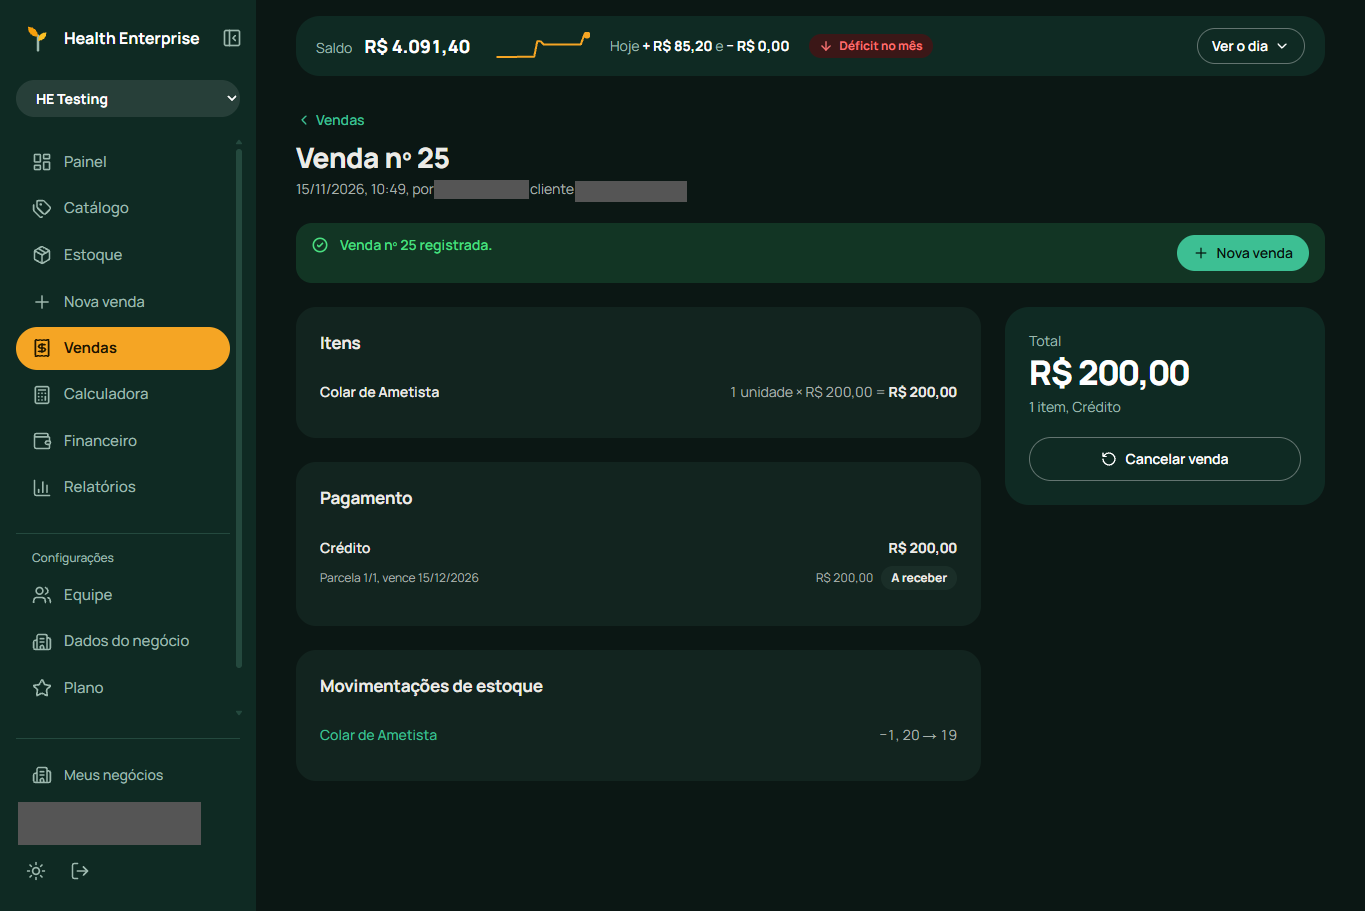 Health Enterprise
HE Testing
Painel
Catálogo
Estoque
Nova venda
Vendas
Calculadora
Financeiro
Relatórios
Configurações
Equipe
Dados do negócio
Plano
Meus negócios
Saldo R$ 4.091,40 Hoje + R$ 85,20 e − R$ 0,00 Déficit no mês Ver o dia
Vendas
Venda nº 25
15/11/2026, 10:49, por cliente
Venda nº 25 registrada. Nova venda
Itens
Colar de Ametista 1 unidade × R$ 200,00 = R$ 200,00
Pagamento
Crédito R$ 200,00
Parcela 1/1, vence 15/12/2026 R$ 200,00 A receber
Movimentações de estoque
Colar de Ametista −1, 20 → 19
Total
R$ 200,00
1 item, Crédito
Cancelar venda